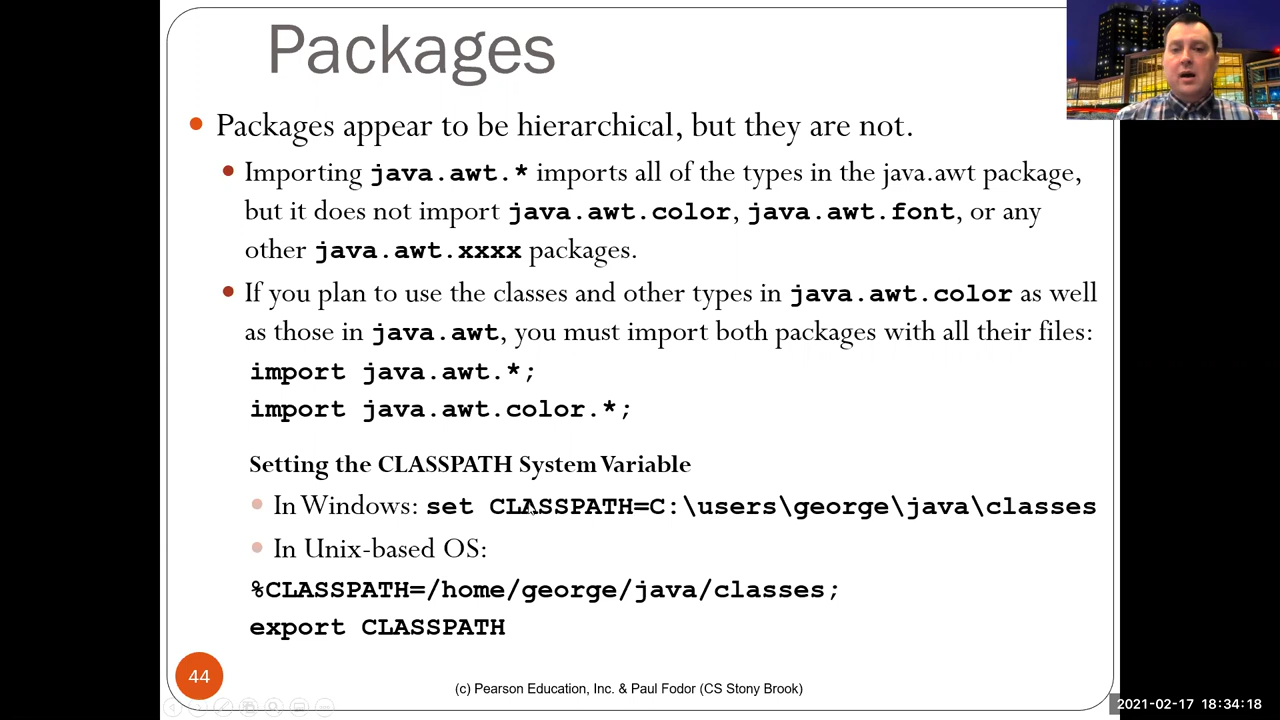 Packages
Packages appear to be hierarchical, but they are not.
Importing java.awt.* imports all of the types in the java.awt package,
but it does not import java.awt.color, java.awt.font, or any
other java.awt.xxxx packages.
If you plan to use the classes and other types in java.awt.color as well
as those in java.awt, you must import both packages with all their files:
import java.awt.*;
import java.awt.color.*;
Setting the CLASSPATH System Variable
In Windows: set CLASSPATH=C:\users\george\java\classes
In Unix-based OS:
%CLASSPATH=/home/george/java/classes;
export CLASSPATH
44
(c) Pearson Education, Inc. & Paul Fodor (CS Stony Brook)
2021-02-17 18:34:18